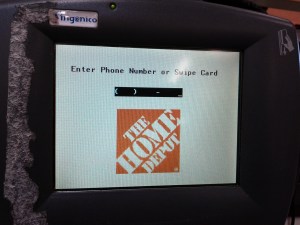 ingenico
Enter Phone Number or Swipe Card
( ) -
THE
HOME
DEPOT